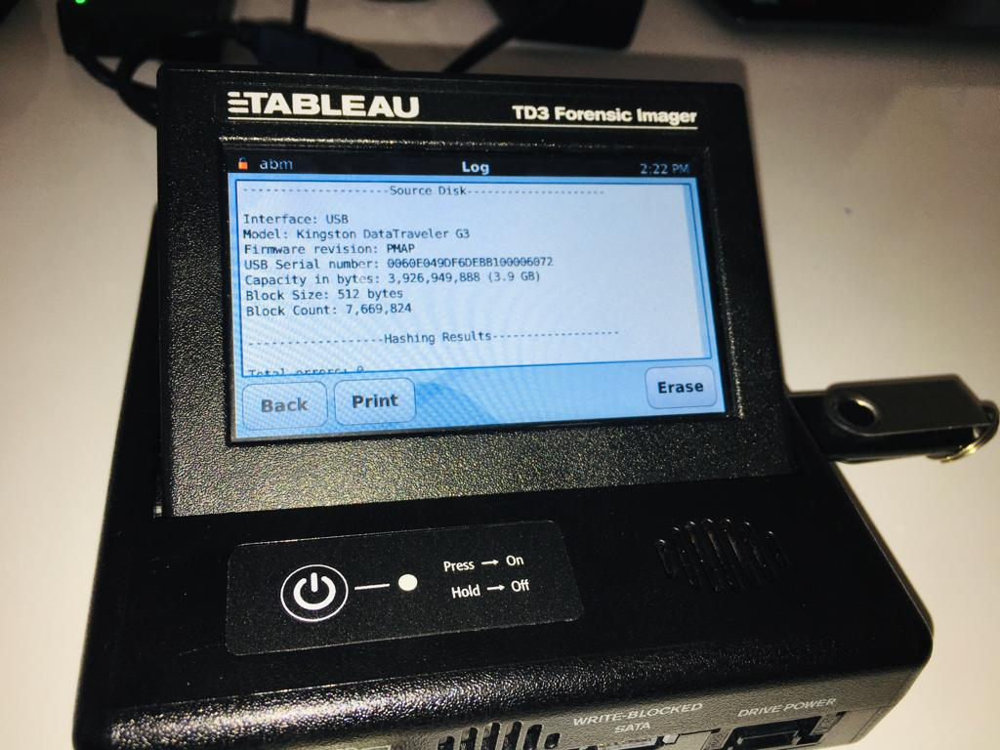 TABLEAU
TD3 Forensic Imager
abm
Log
2:22 PM
--------------------Source Disk-------------------
Interface: USB
Model: Kingston DataTraveler G3
Firmware revision: PMAP
USB Serial number: 0060E049DF6DEBB100006072
Capacity in bytes: 3,926,949,888 (3.9 GB)
Block Size: 512 bytes
Block Count: 7,669,824
-------------------Hashing Results------------------
Total errors: 0
Back
Print
Erase
Press → On
Hold → Off
WRITE-BLOCKED
SATA
DRIVE POWER